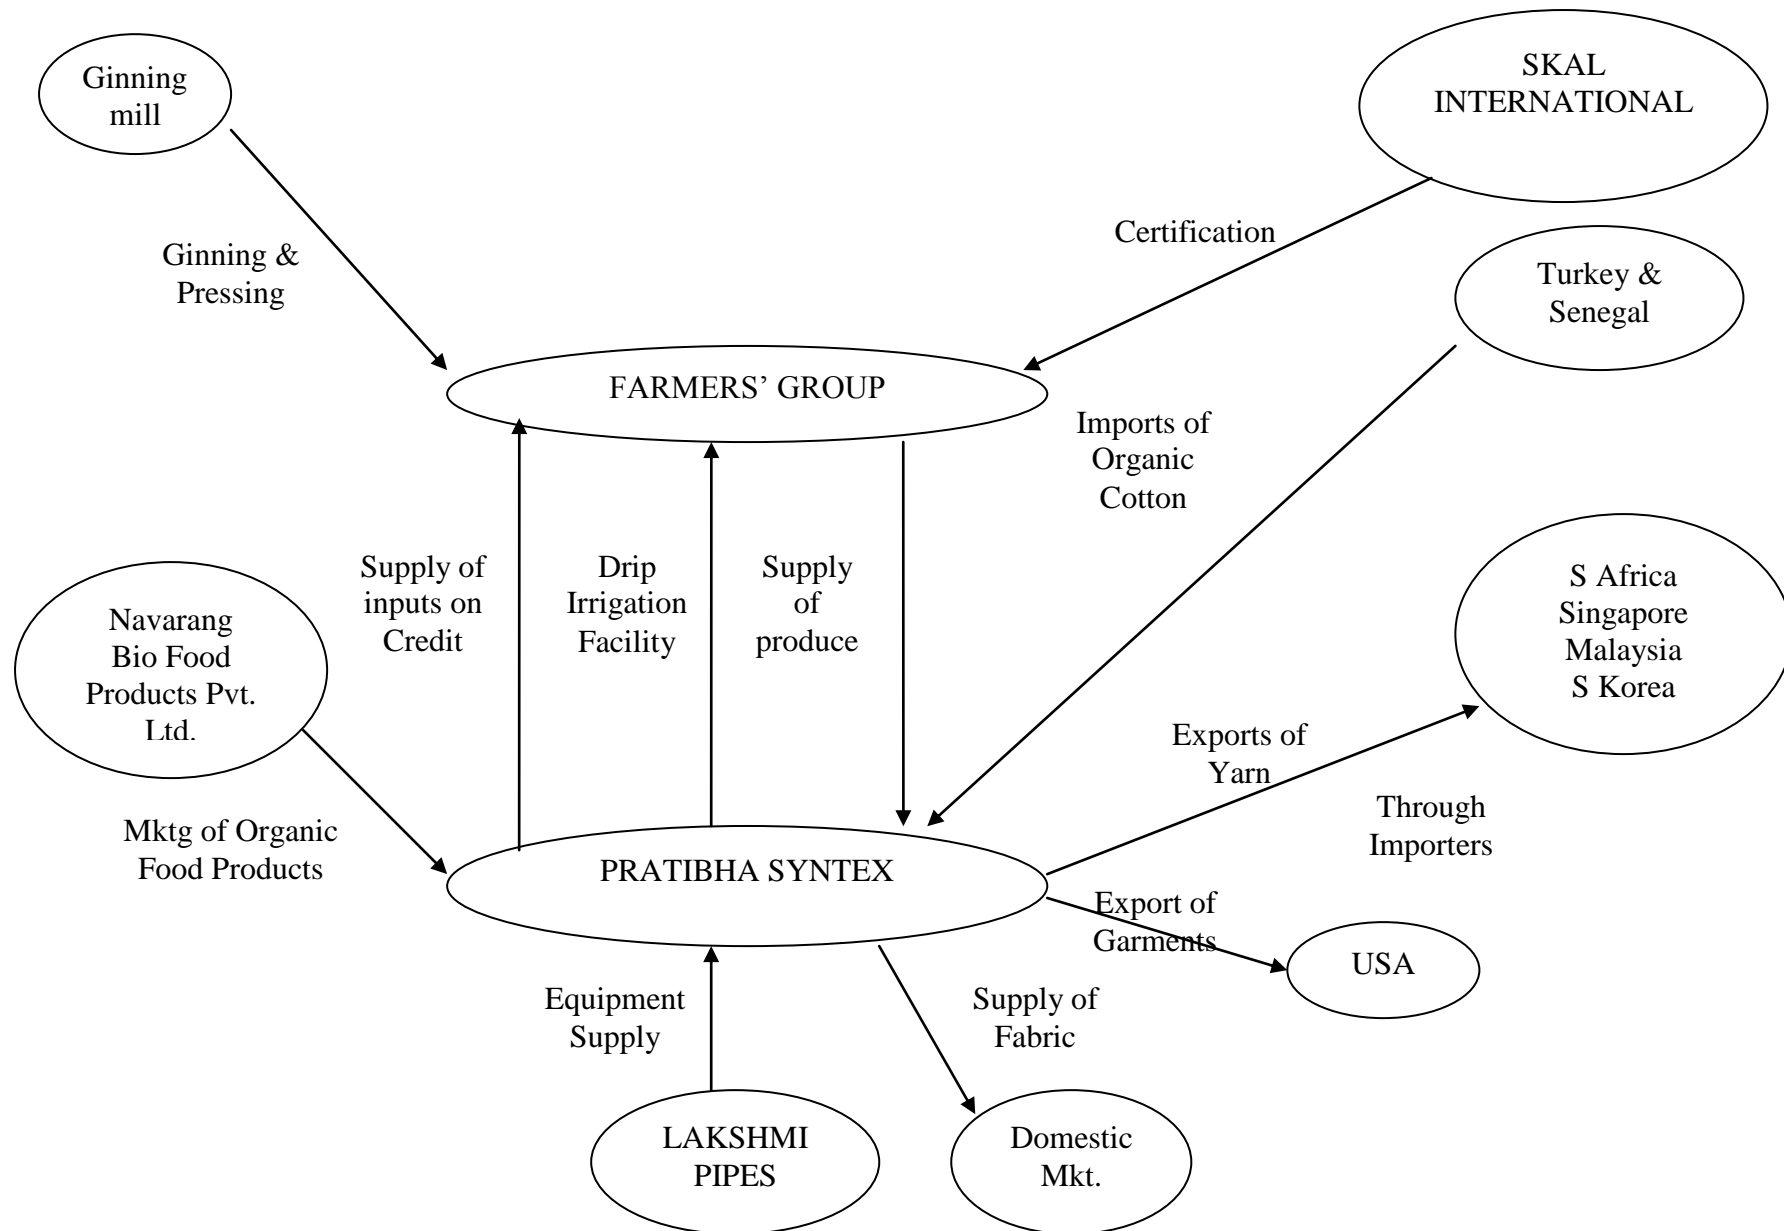 Ginning
mill
SKAL
INTERNATIONAL
Certification
Ginning &
Pressing
Turkey &
Senegal
FARMERS’ GROUP
Imports of
Organic
Cotton
Supply of
inputs on
Credit
Drip
Irrigation
Facility
Supply
of
produce
S Africa
Singapore
Malaysia
S Korea
Navarang
Bio Food
Products Pvt.
Ltd.
Exports of
Yarn
Through
Importers
Mktg of Organic
Food Products
PRATIBHA SYNTEX
Export of
Garments
USA
Equipment
Supply
Supply of
Fabric
LAKSHMI
PIPES
Domestic
Mkt.